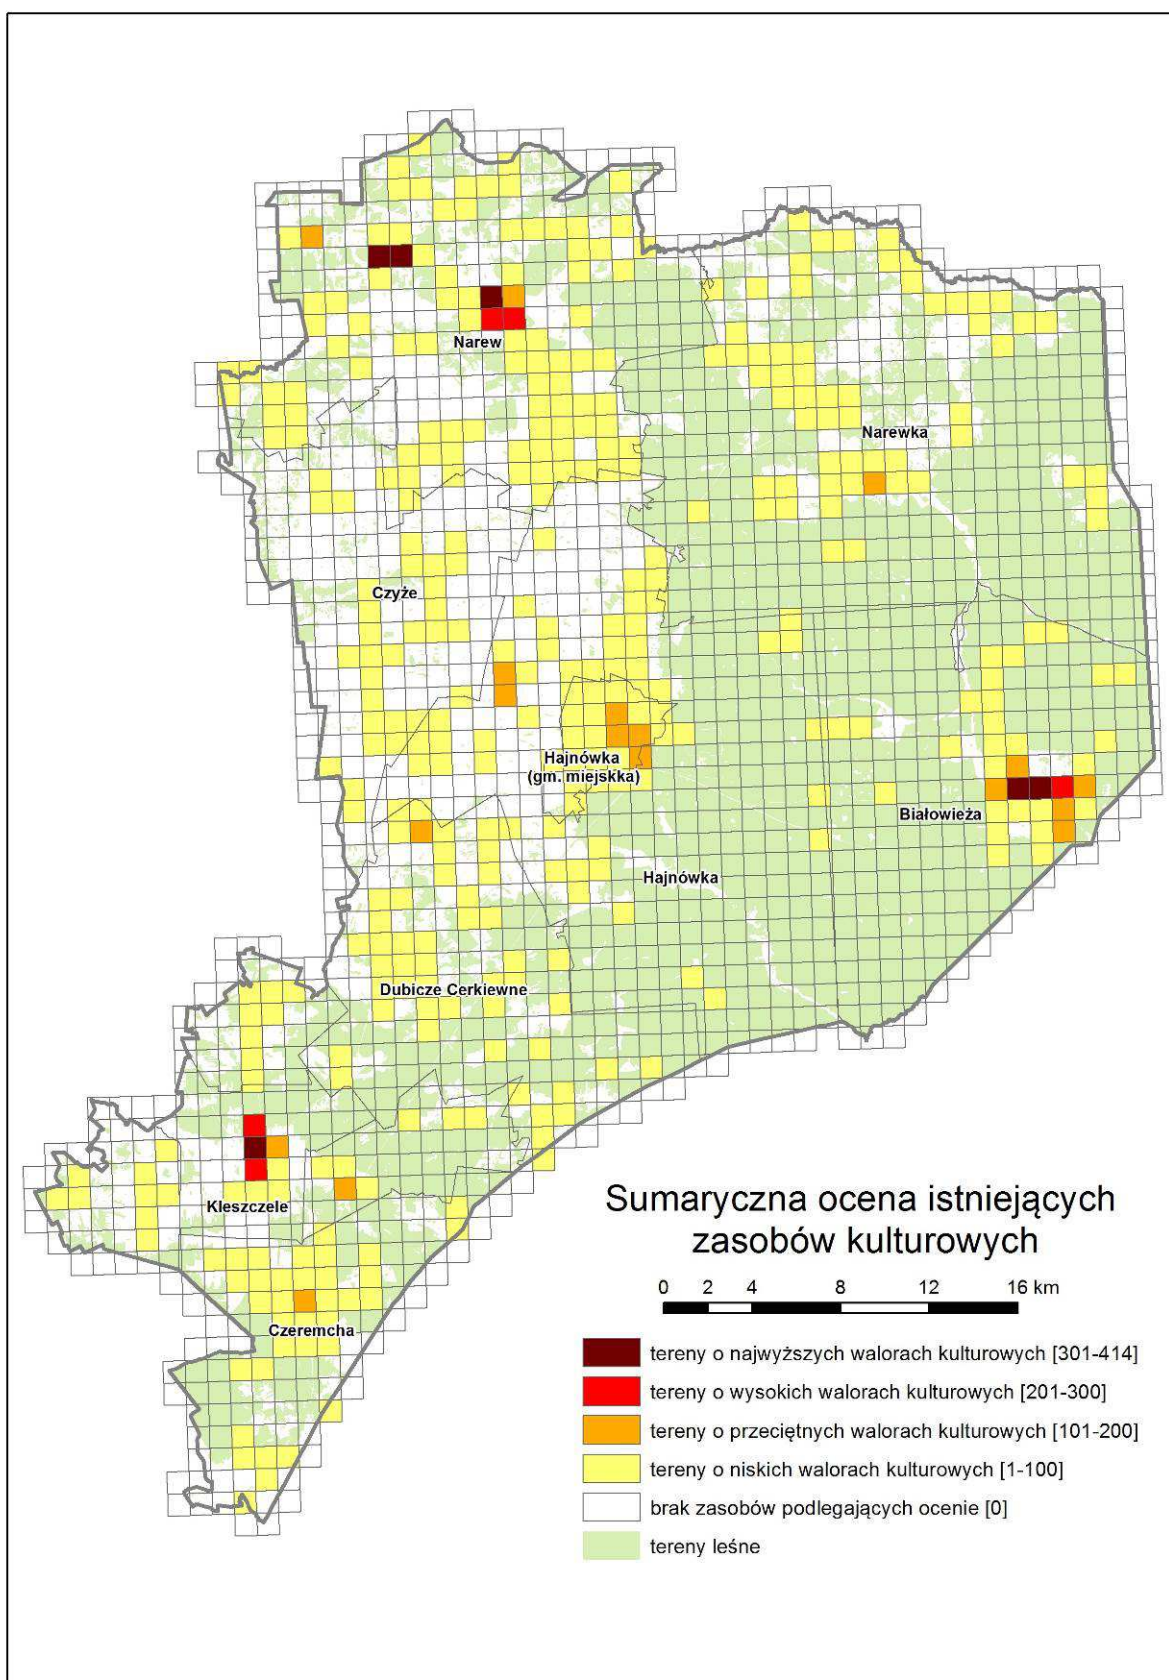 Narew
Narewka
Czyże
Hajnówka
(gm. miejskka)
Białowieża
Hajnówka
Dubicze Cerkiewne
Kleszczele
Czeremcha
Sumaryczna ocena istniejących
zasobów kulturowych
0 2 4 8 12 16 km
tereny o najwyższych walorach kulturowych [301-414]
tereny o wysokich walorach kulturowych [201-300]
tereny o przeciętnych walorach kulturowych [101-200]
tereny o niskich walorach kulturowych [1-100]
brak zasobów podlegających ocenie [0]
tereny leśne